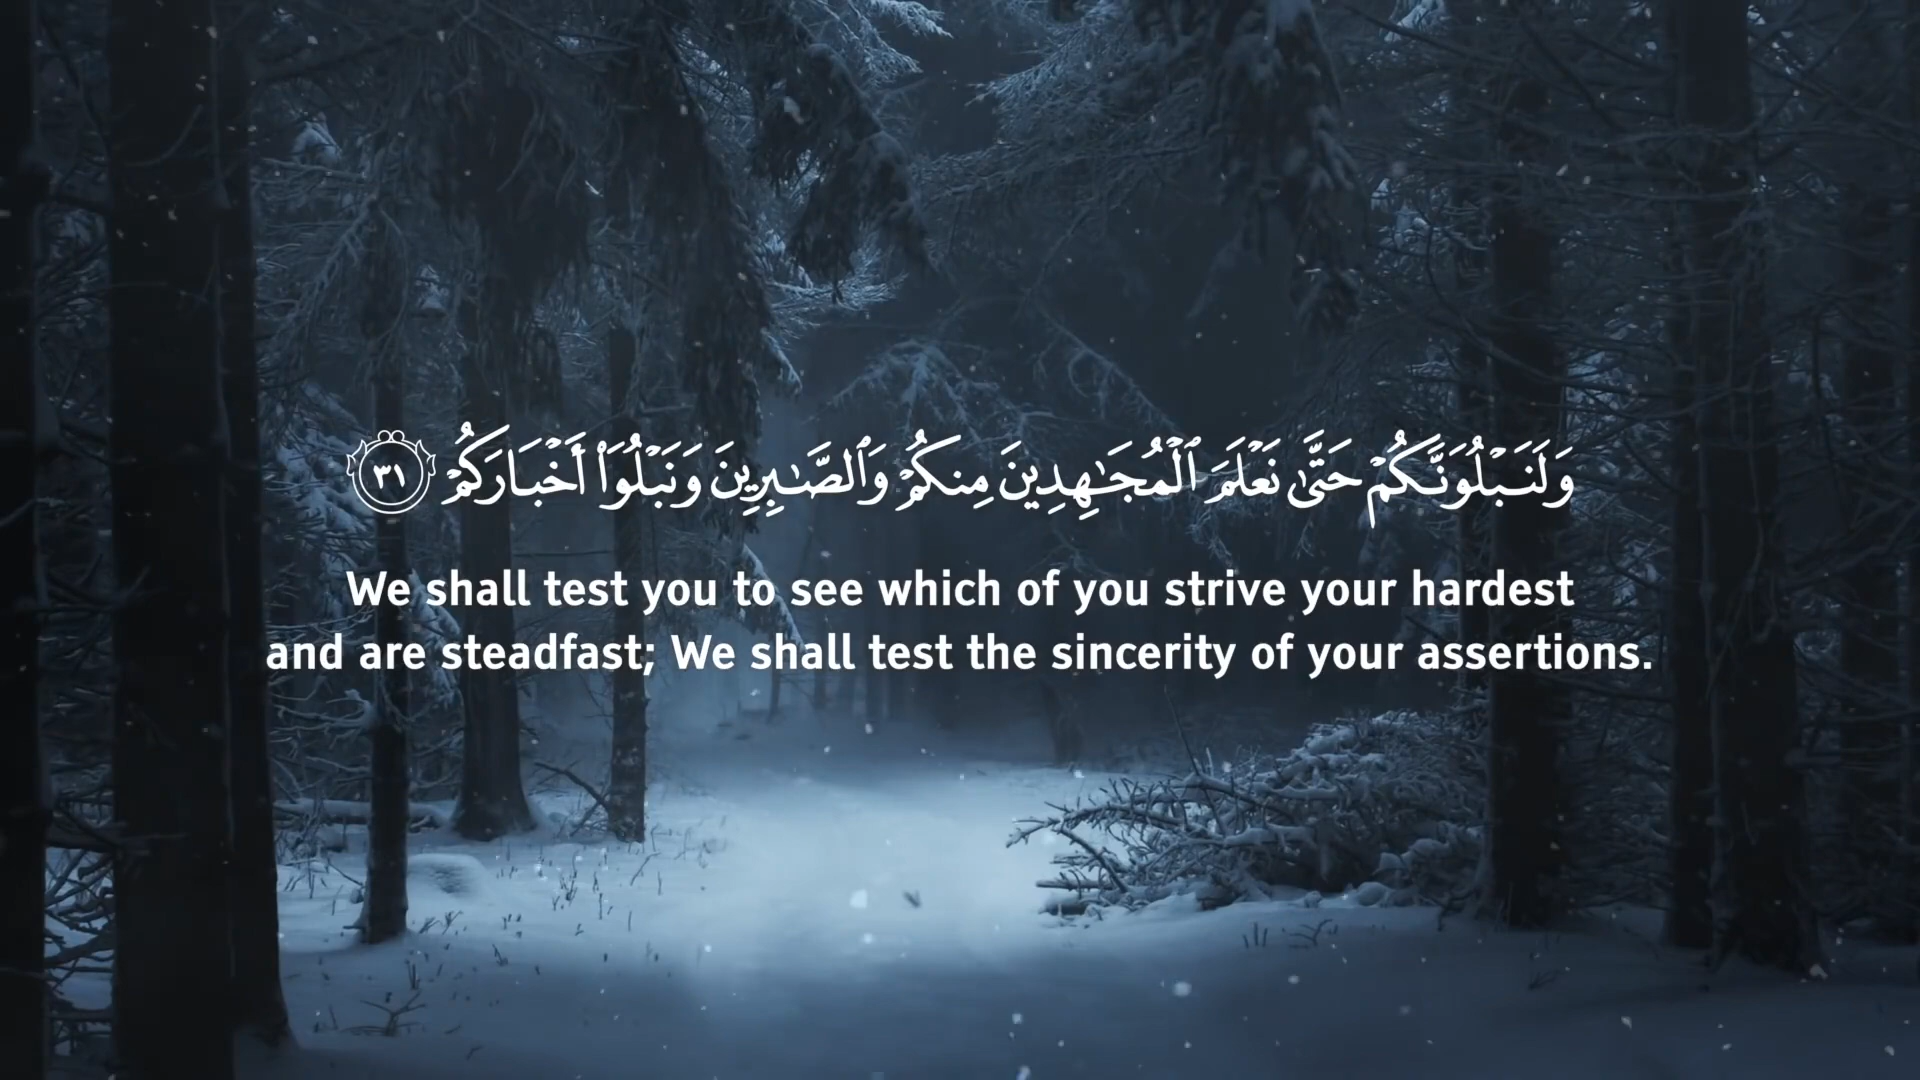 وَلَنَبْلُوَنَّكُمْ حَتَّىٰ نَعْلَمَ ٱلْمُجَـٰهِدِينَ مِنكُمْ وَٱلصَّـٰبِرِينَ وَنَبْلُوَا۟ أَخْبَارَكُمْ ٣١
We shall test you to see which of you strive your hardest
and are steadfast; We shall test the sincerity of your assertions.